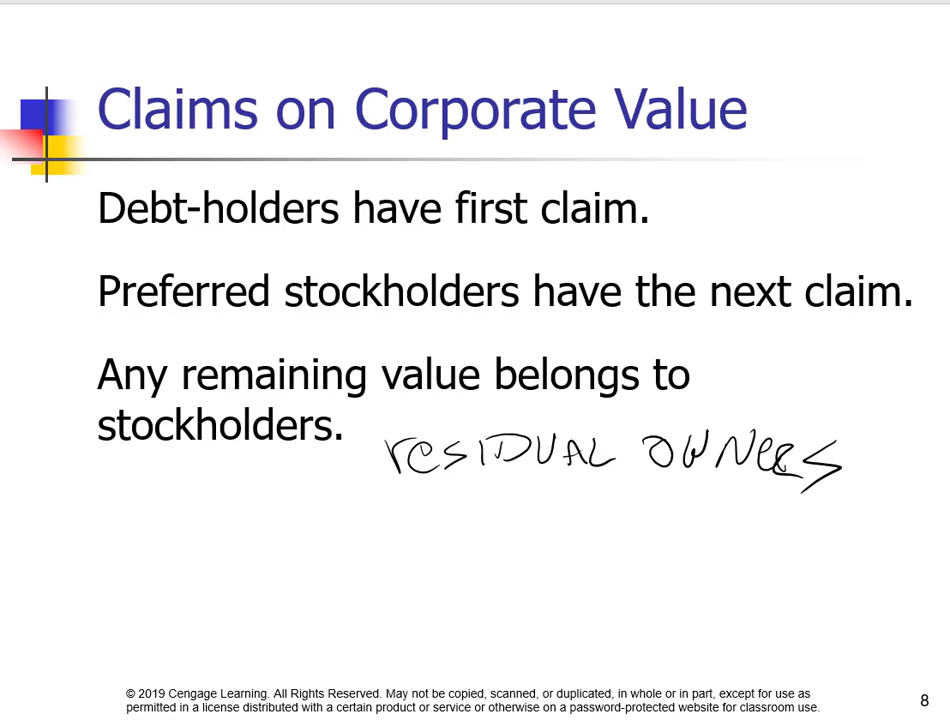 Claims on Corporate Value
Debt-holders have first claim.
Preferred stockholders have the next claim.
Any remaining value belongs to
stockholders.
resIDUAL OWNeRS
© 2019 Cengage Learning. All Rights Reserved. May not be copied, scanned, or duplicated, in whole or in part, except for use as
permitted in a license distributed with a certain product or service or otherwise on a password-protected website for classroom use.
8